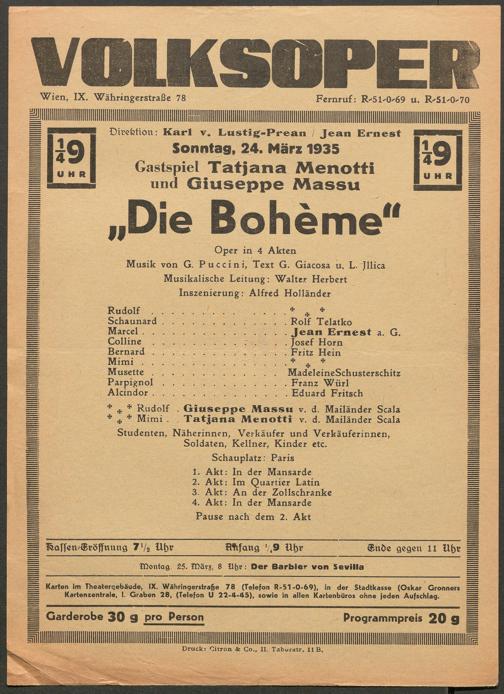 VOLKSOPER
Wien, IX. Währingerstraße 78 Fernruf: R-51-0-69 u. R-51-0-70
1/4 9 UHR
Direktion: Karl v. Lustig-Prean / Jean Ernest
1/4 9 UHR
Sonntag, 24. März 1935
Gastspiel Tatjana Menotti
und Giuseppe Massu
„Die Bohème“
Oper in 4 Akten
Musik von G. Puccini, Text G. Giacosa u. L. Jllica
Musikalische Leitung: Walter Herbert
Inszenierung: Alfred Holländer
Rudolf . . . . . . . . . . . . . * * *
Schaunard . . . . . . . . . . . . . Rolf Telatko
Marcel . . . . . . . . . . . . . Jean Ernest a. G.
Colline . . . . . . . . . . . . . Josef Horn
Bernard . . . . . . . . . . . . . Fritz Hein
Mimi . . . . . . . . . . . . . * * *
Musette . . . . . . . . . . . . . Madeleine Schusterschitz
Parpignol . . . . . . . . . . . . . Franz Würl
Alcindor . . . . . . . . . . . . . Eduard Fritsch
* * * Rudolf . Giuseppe Massu v. d. Mailänder Scala
* * * Mimi . Tatjana Menotti v. d. Mailänder Scala
Studenten, Näherinnen, Verkäufer und Verkäuferinnen,
Soldaten, Kellner, Kinder etc.
Schauplatz: Paris
1. Akt: In der Mansarde
2. Akt: Im Quartier Latin
3. Akt: An der Zollschranke
4. Akt: In der Mansarde
Pause nach dem 2. Akt
Kassen-Eröffnung 7 1/2 Uhr Anfang 1/4 9 Uhr Ende gegen 11 Uhr
Montag, 25. März, 8 Uhr: Der Barbier von Sevilla
Karten im Theatergebäude, IX. Währingerstraße 78 (Telefon R-51-0-69), in der Stadtkasse (Oskar Gronners
Kartenzentrale, I. Graben 28, (Telefon U 22-4-45), sowie in allen Kartenbüros ohne jeden Aufschlag.
Garderobe 30 g pro Person Programmpreis 20 g
Druck: Citron & Co., II. Taborstr. 11 B.